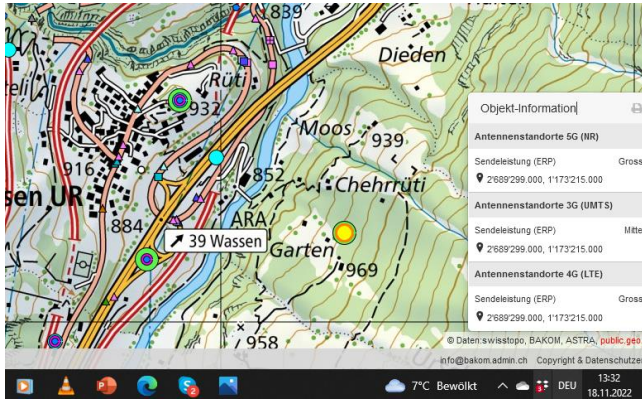 1839
Dieden
Rüti
932
Moos
939
916
852
Chehrrüti
sen UR
ARA
884
39 Wassen
Garten
969
958
Objekt-Information
Antennenstandorte 5G (NR)
Sendeleistung (ERP) Gross
2'689'299.000, 1'173'215.000
Antennenstandorte 3G (UMTS)
Sendeleistung (ERP) Mitte
2'689'299.000, 1'173'215.000
Antennenstandorte 4G (LTE)
Sendeleistung (ERP) Gross
2'689'299.000, 1'173'215.000
© Daten:swisstopo, BAKOM, ASTRA, public.geo
info@bakom.admin.ch Copyright & Datenschutze
7°C Bewölkt DEU 13:32
18.11.2022